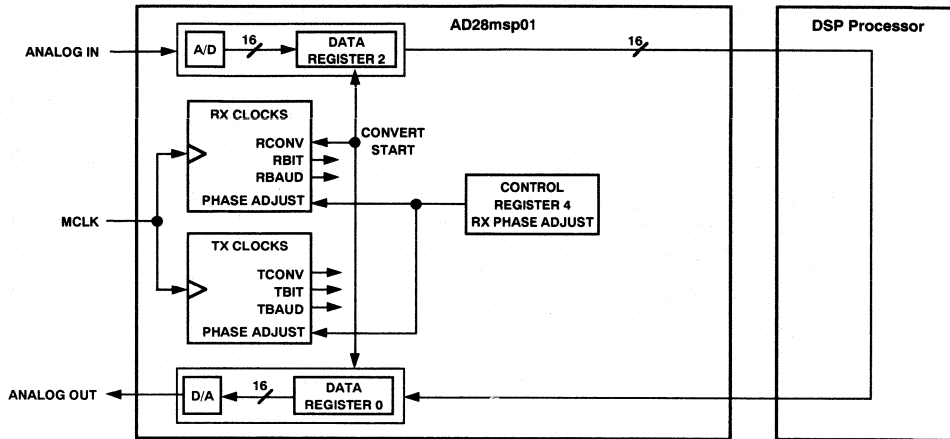 AD28msp01
DSP Processor
ANALOG IN
A/D
16
DATA
REGISTER 2
16
RX CLOCKS
RCONV
RBIT
RBAUD
PHASE ADJUST
CONVERT
START
CONTROL
REGISTER 4
RX PHASE ADJUST
MCLK
TX CLOCKS
TCONV
TBIT
TBAUD
PHASE ADJUST
ANALOG OUT
D/A
16
DATA
REGISTER 0